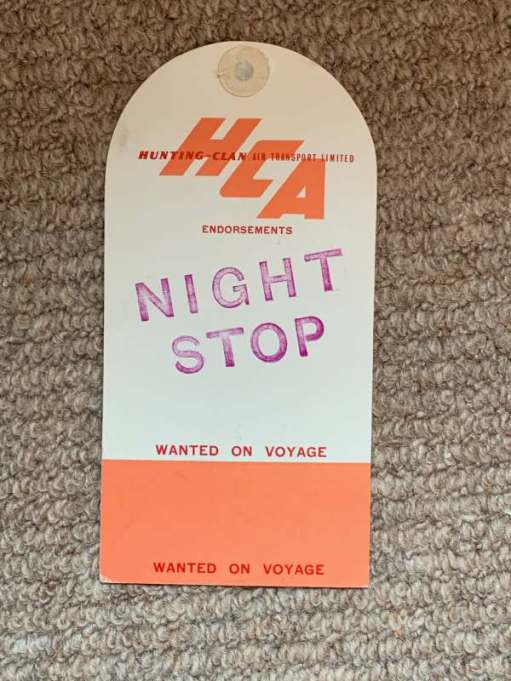 HCA
HUNTING-CLAN AIR TRANSPORT LIMITED
ENDORSEMENTS
NIGHT
STOP
WANTED ON VOYAGE
WANTED ON VOYAGE